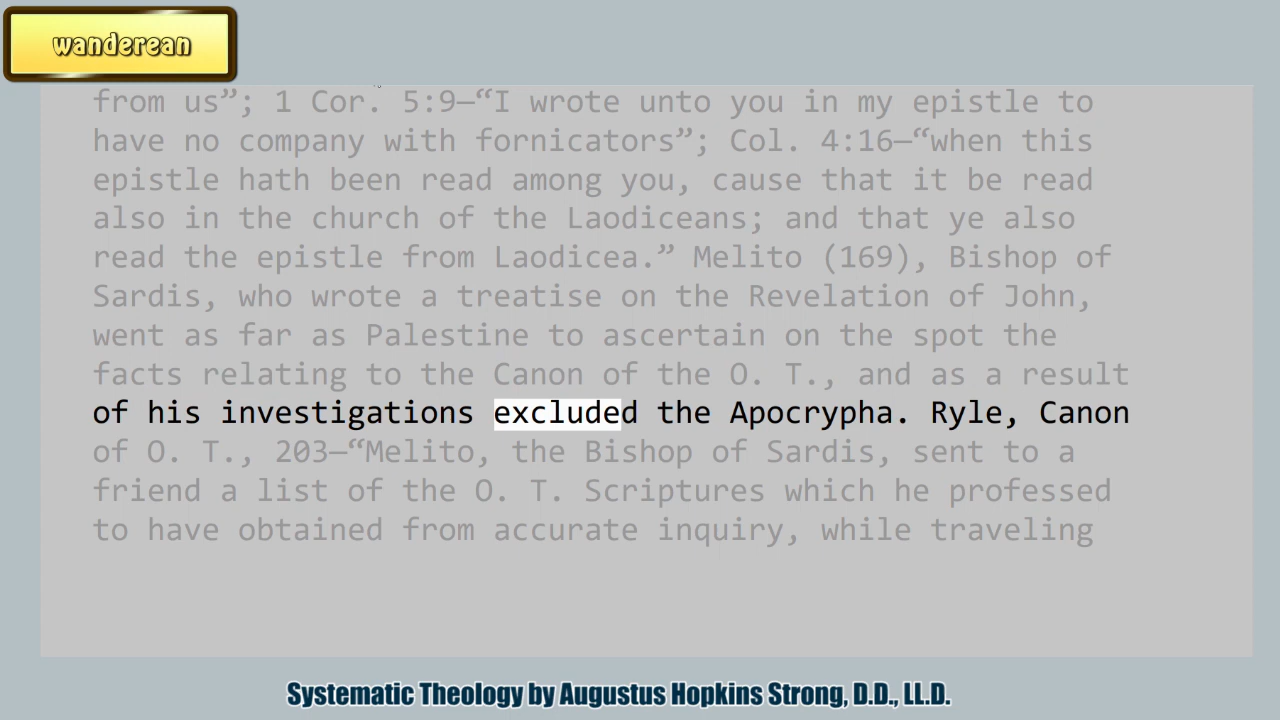 wanderean
from us”; 1 Cor. 5:9—“I wrote unto you in my epistle to
have no company with fornicators”; Col. 4:16—“when this
epistle hath been read among you, cause that it be read
also in the church of the Laodiceans; and that ye also
read the epistle from Laodicea.” Melito (169), Bishop of
Sardis, who wrote a treatise on the Revelation of John,
went as far as Palestine to ascertain on the spot the
facts relating to the Canon of the O. T., and as a result
of his investigations excluded the Apocrypha. Ryle, Canon
of O. T., 203—“Melito, the Bishop of Sardis, sent to a
friend a list of the O. T. Scriptures which he professed
to have obtained from accurate inquiry, while traveling
Systematic Theology by Augustus Hopkins Strong, D.D., LL.D.